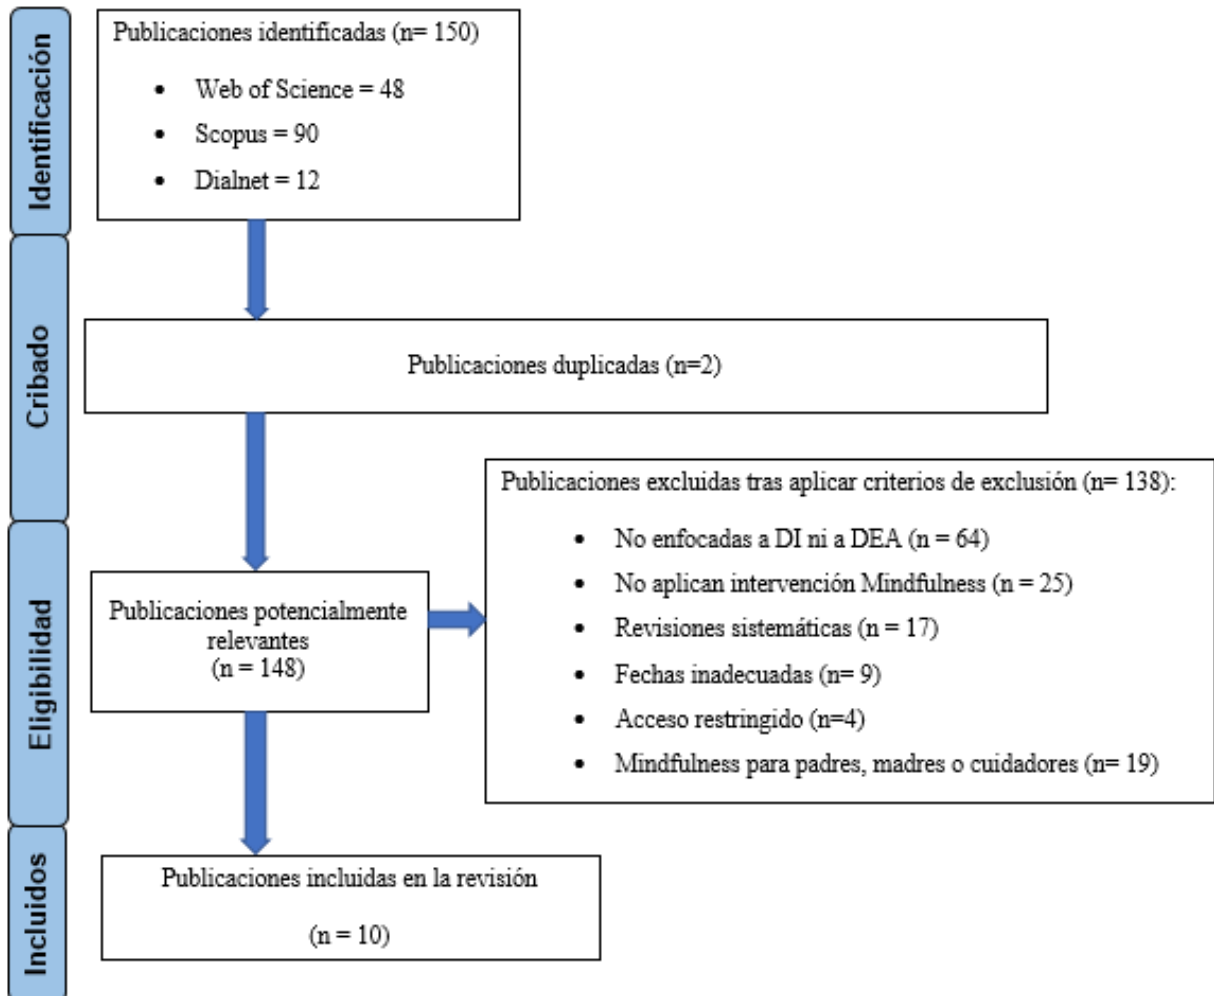 Identificación
Publicaciones identificadas (n= 150)
• Web of Science = 48
• Scopus = 90
• Dialnet = 12
Cribado
Publicaciones duplicadas (n=2)
Eligibilidad
Publicaciones potencialmente
relevantes
(n = 148)
Publicaciones excluidas tras aplicar criterios de exclusión (n= 138):
• No enfocadas a DI ni a DEA (n = 64)
• No aplican intervención Mindfulness (n = 25)
• Revisiones sistemáticas (n = 17)
• Fechas inadecuadas (n= 9)
• Acceso restringido (n=4)
• Mindfulness para padres, madres o cuidadores (n= 19)
Incluidos
Publicaciones incluidas en la revisión
(n = 10)